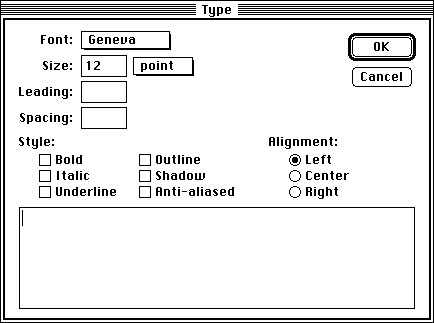 Type
Font: Geneva
OK
Size: 12 point
Cancel
Leading:
Spacing:
Style: Alignment:
Bold Outline Left
Italic Shadow Center
Underline Anti-aliased Right